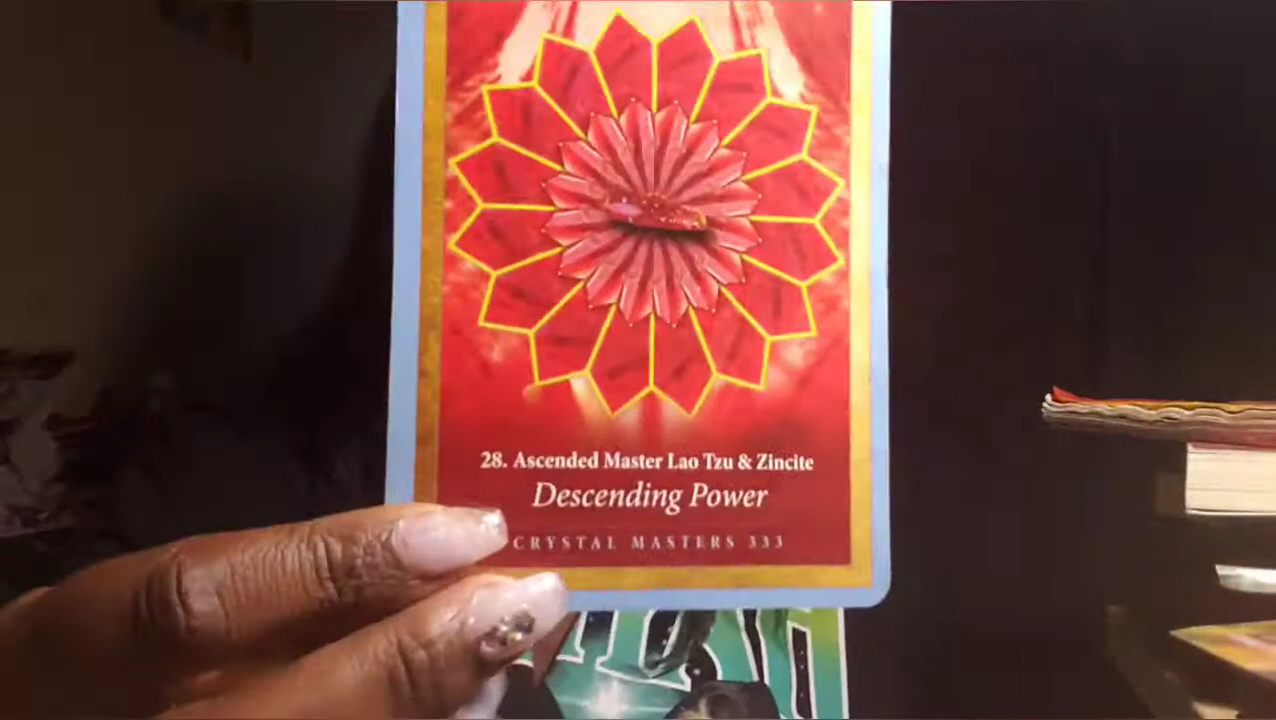 28. Ascended Master Lao Tzu & Zincite
Descending Power
CRYSTAL MASTERS 333